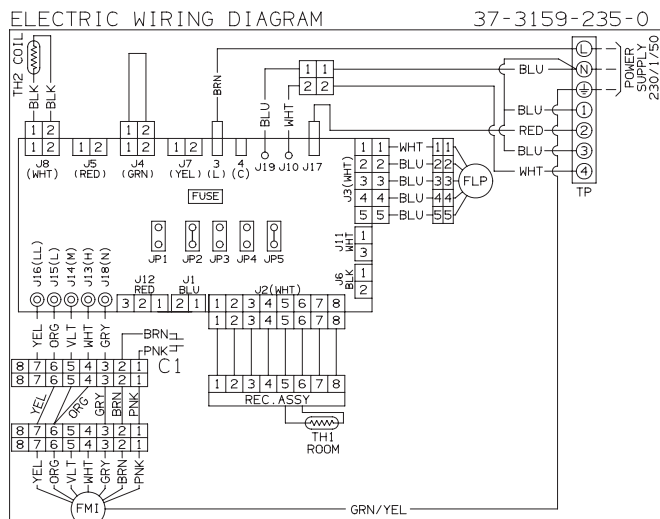 ELECTRIC WIRING DIAGRAM 37-3159-235-0
TH2 COIL
BLK
BLK
BRN
BLU
WHT
1 1
2 2
BLU
L
N
POWER SUPPLY 230/1/50
BLU 1
RED 2
BLU 3
WHT 4
TP
1 2
1 2
J8 (WHT)
1 2
J5 (RED)
1 2
1 2
J4 (GRN)
1 2
J7 (YEL)
3 (L)
4 (C)
J19
J10
J17
FUSE
J3(WHT)
1 1 WHT 1 1
2 2 BLU 2 2
3 3 BLU 3 3
4 4 BLU 4 4
5 5 BLU 5 5
FLP
J11 WHT
1
3
J6 BLK
1
2
JP1
JP2
JP3
JP4
JP5
J16(LL)
J15(L)
J14(M)
J13(H)
J18(N)
J12 RED
3 2 1
J1 BLU
2 1
J2(WHT)
1 2 3 4 5 6 7 8
1 2 3 4 5 6 7 8
YEL
ORG
VLT
WHT
GRY
BRN
PNK
C1
8 7 6 5 4 3 2 1
8 7 6 5 4 3 2 1
YEL
ORG
GRY
BRN
PNK
1 2 3 4 5 6 7 8
REC.ASSY
TH1 ROOM
8 7 6 5 4 3 2 1
8 7 6 5 4 3 2 1
YEL
ORG
VLT
WHT
GRY
BRN
PNK
FMI
GRN/YEL